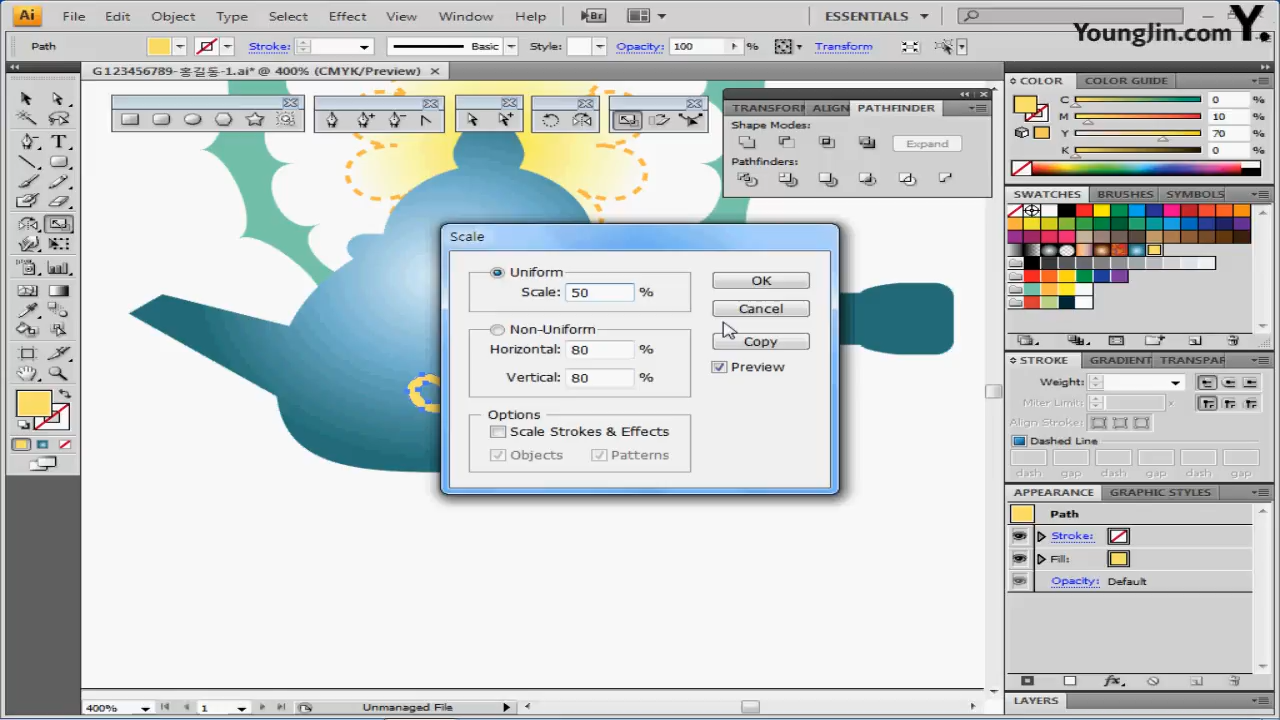 Ai File Edit Object Type Select Effect View Window Help Br ESSENTIALS
YoungJin.com Y.
Path Stroke: Basic Style: Opacity: 100 % Transform
G123456789-홍길동-1.ai* @ 400% (CMYK/Preview)
TRANSFORM ALIGN PATHFINDER
Shape Modes:
Expand
Pathfinders:
COLOR COLOR GUIDE
C 0 %
M 10 %
Y 70 %
K 0 %
SWATCHES BRUSHES SYMBOLS
Scale
Uniform
Scale: 50 %
Non-Uniform
Horizontal: 80 %
Vertical: 80 %
Options
Scale Strokes & Effects
Objects Patterns
OK
Cancel
Copy
Preview
STROKE GRADIENT TRANSPAR
Weight:
Miter Limit: x
Align Stroke:
Dashed Line
dash gap dash gap dash gap
APPEARANCE GRAPHIC STYLES
Path
Stroke:
Fill:
Opacity: Default
fx
LAYERS
400% 1 Unmanaged File